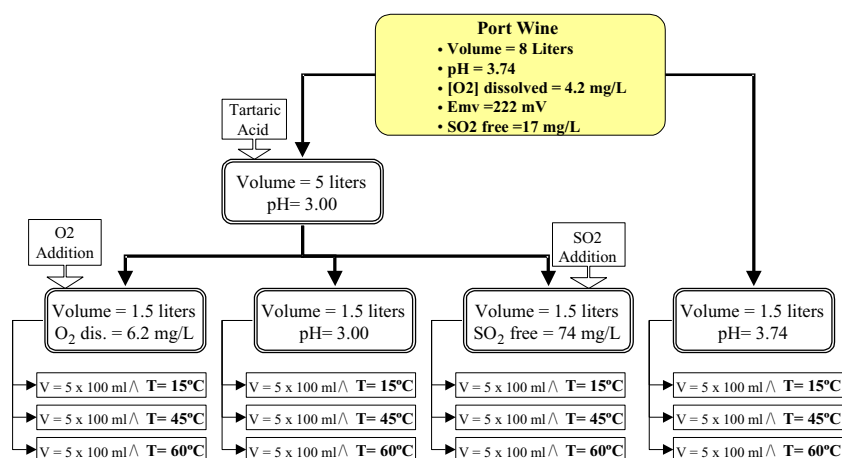 Port Wine
• Volume = 8 Liters
• pH = 3.74
• [O2] dissolved = 4.2 mg/L
• Emv =222 mV
• SO2 free =17 mg/L
Tartaric
Acid
Volume = 5 liters
pH= 3.00
O2
Addition
SO2
Addition
Volume = 1.5 liters
O2 dis. = 6.2 mg/L
Volume = 1.5 liters
pH= 3.00
Volume = 1.5 liters
SO2 free = 74 mg/L
Volume = 1.5 liters
pH= 3.74
V = 5 x 100 ml /\ T= 15ºC
V = 5 x 100 ml /\ T= 15ºC
V = 5 x 100 ml /\ T= 15ºC
V = 5 x 100 ml /\ T= 15ºC
V = 5 x 100 ml /\ T= 45ºC
V = 5 x 100 ml /\ T= 45ºC
V = 5 x 100 ml /\ T= 45ºC
V = 5 x 100 ml /\ T= 45ºC
V = 5 x 100 ml /\ T= 60ºC
V = 5 x 100 ml /\ T= 60ºC
V = 5 x 100 ml /\ T= 60ºC
V = 5 x 100 ml /\ T= 60ºC